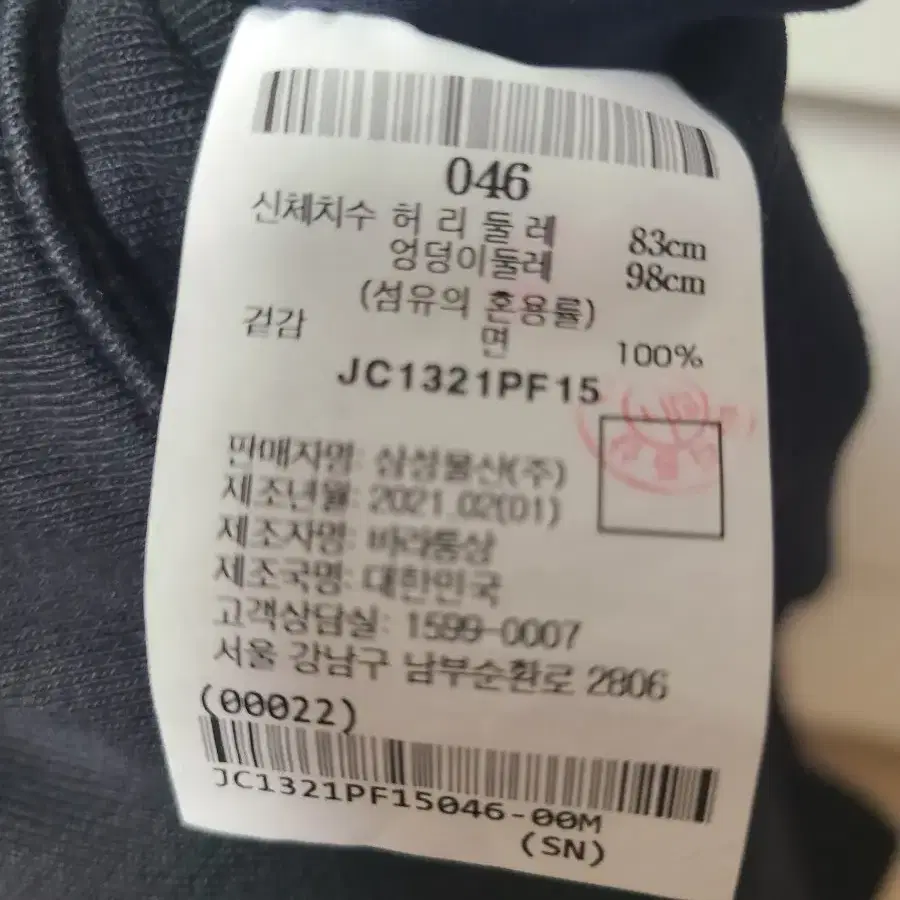 046
신체치수 허 리 둘 레 83cm
엉덩이둘레 98cm
(섬유의 혼용률)
겉감 면 100%
JC1321PF15
판매자명: 삼성물산(주)
제조년월: 2021.02(01)
제조자명: 바라통상
제조국명: 대한민국
고객상담실: 1599-0007
서울 강남구 남부순환로 2806
(00022)
JC1321PF15046-00M
(SN)